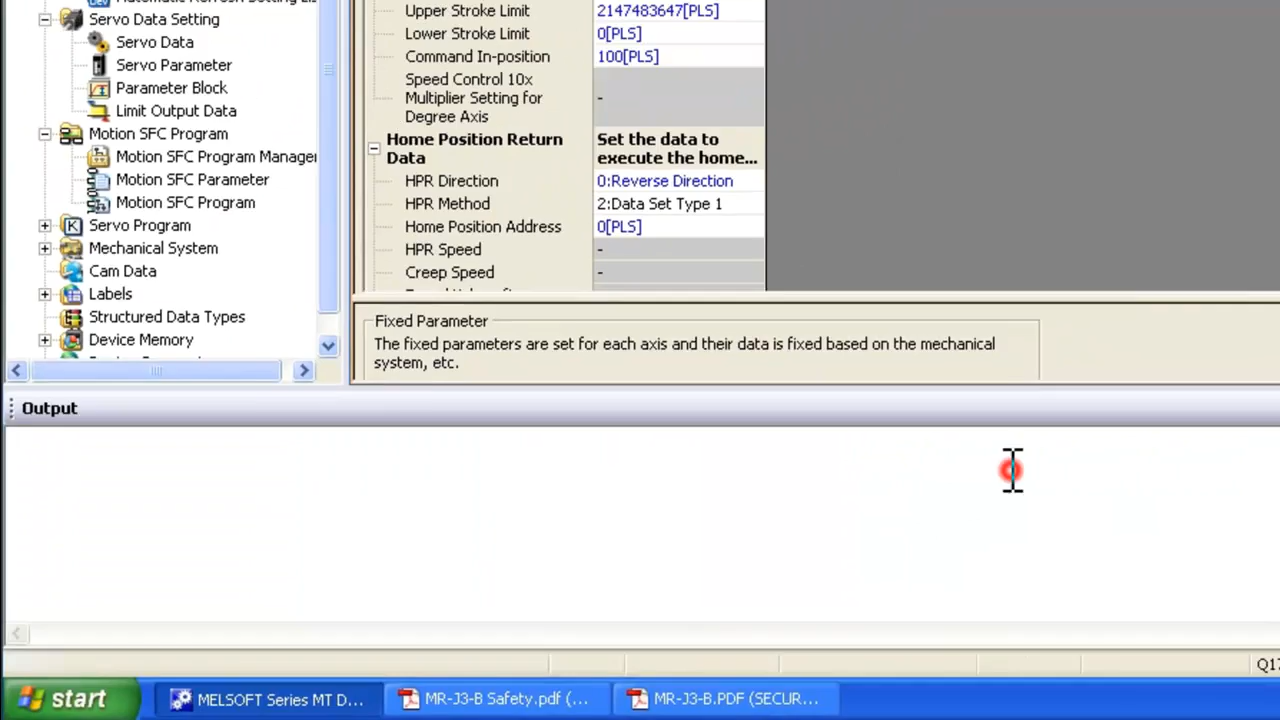 Servo Data Setting
Servo Data
Servo Parameter
Parameter Block
Limit Output Data
Motion SFC Program
Motion SFC Program Manager
Motion SFC Parameter
Motion SFC Program
Servo Program
Mechanical System
Cam Data
Labels
Structured Data Types
Device Memory
Upper Stroke Limit 2147483647[PLS]
Lower Stroke Limit 0[PLS]
Command In-position 100[PLS]
Speed Control 10x
Multiplier Setting for -
Degree Axis
Home Position Return Set the data to
Data execute the home...
HPR Direction 0:Reverse Direction
HPR Method 2:Data Set Type 1
Home Position Address 0[PLS]
HPR Speed -
Creep Speed -
Fixed Parameter
The fixed parameters are set for each axis and their data is fixed based on the mechanical
system, etc.
Output
Q17
start
MELSOFT Series MT D...
MR-J3-B Safety.pdf (...
MR-J3-B.PDF (SECUR...